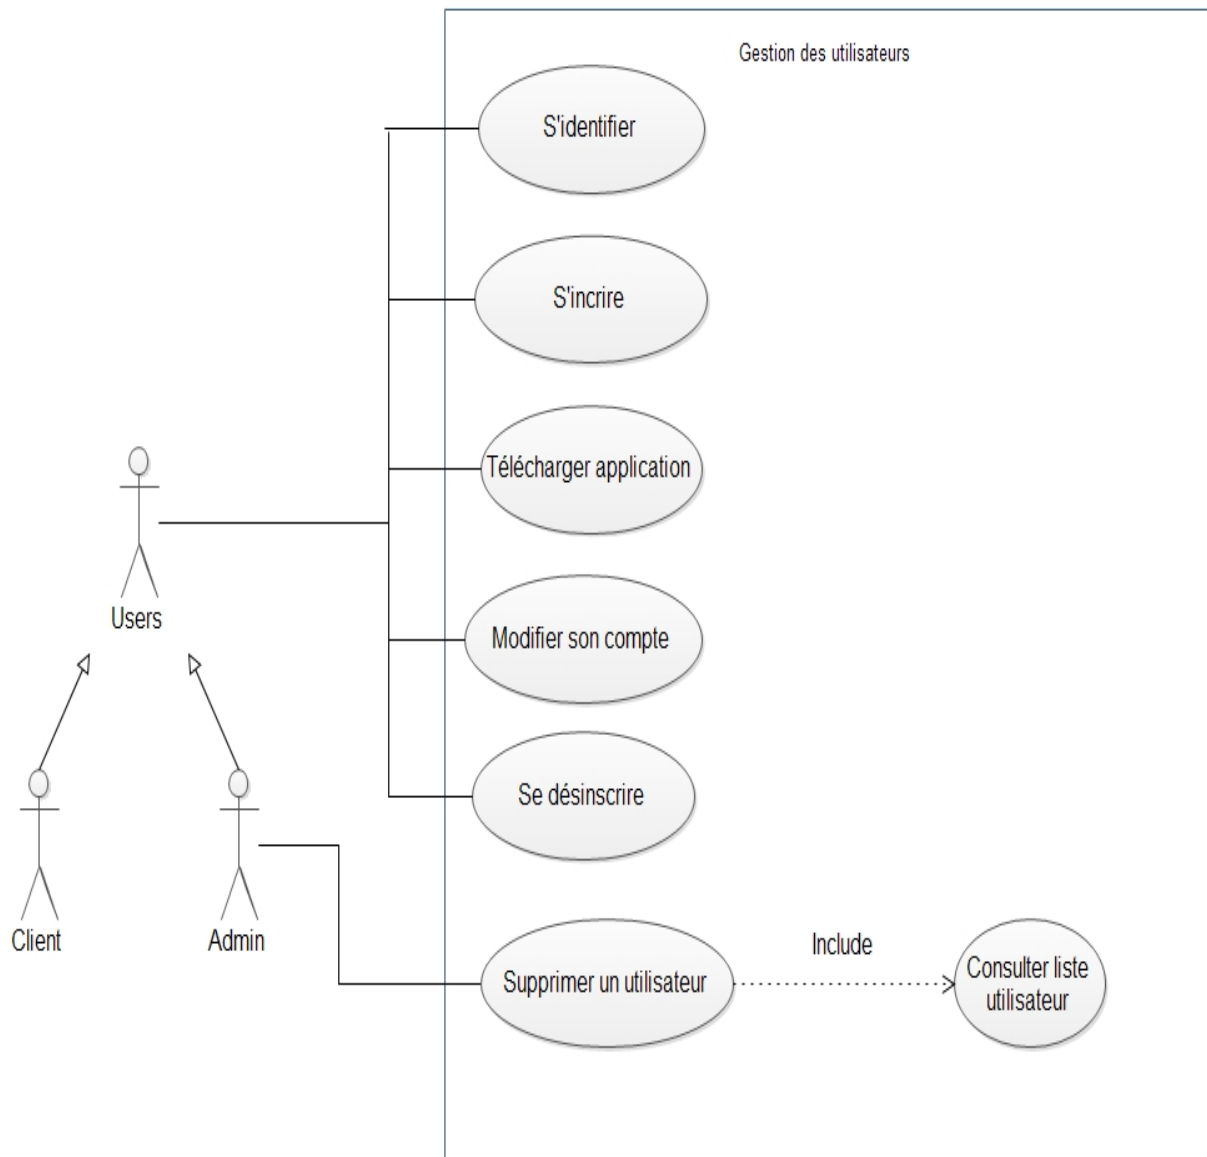 Gestion des utilisateurs
S'identifier
S'incrire
Télécharger application
Users
Modifier son compte
Se désinscrire
Client
Admin
Supprimer un utilisateur
Include
Consulter liste
utilisateur